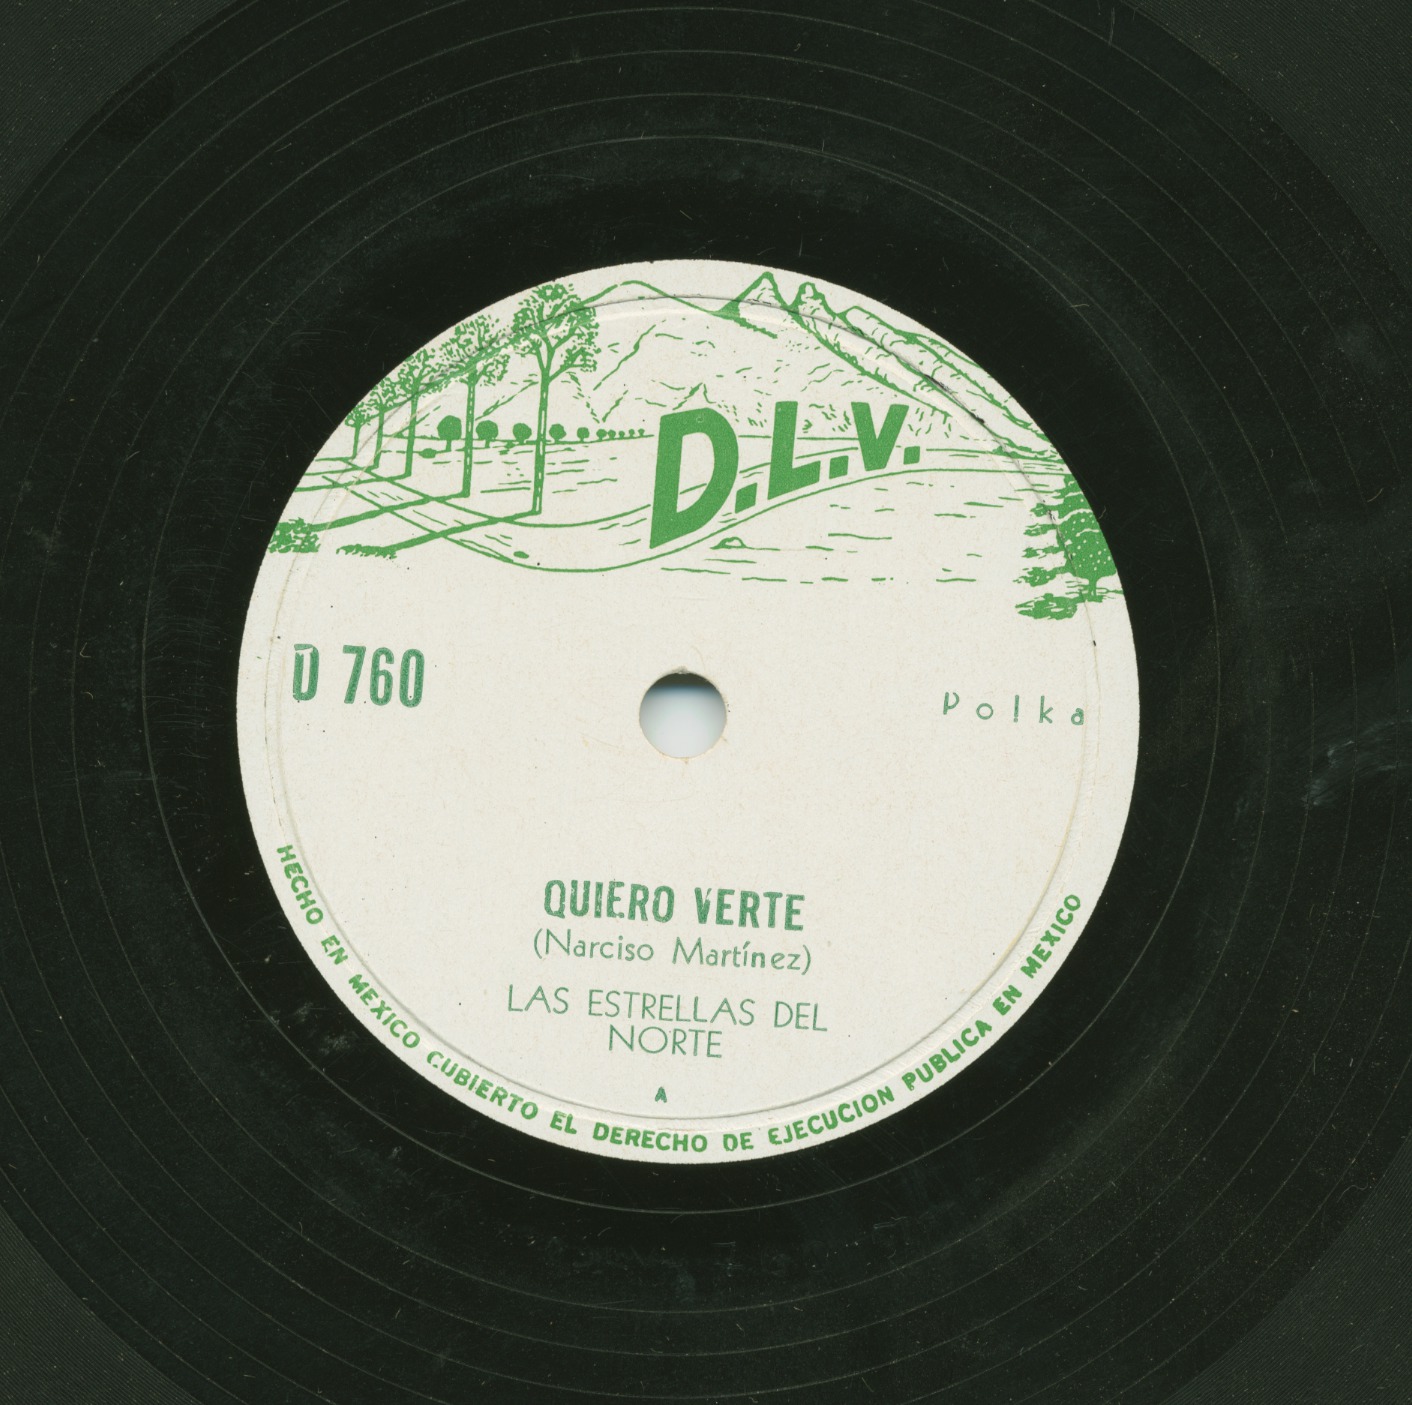 D.L.V.
D 760
Polka
QUIERO VERTE
(Narciso Martínez)
LAS ESTRELLAS DEL
NORTE
A
HECHO EN MEXICO CUBIERTO EL DERECHO DE EJECUCION PUBLICA EN MEXICO